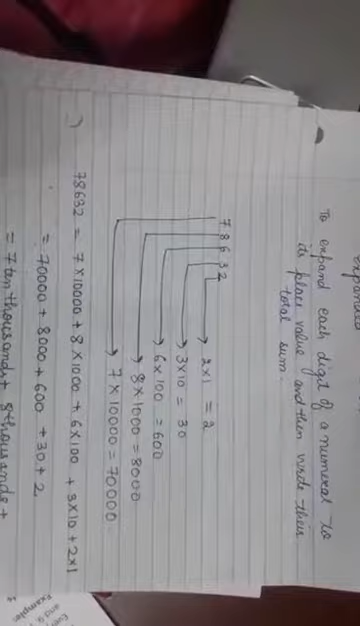 expanded
To expand each digit of a numeral to
its place value and then write their
total sum.
7 8 6 3 2
2×1 = 2
3×10 = 30
6×100 = 600
8×1000 = 8000
7×10000 = 70000
78632 = 7×10000 + 8×1000 + 6×100 + 3×10 + 2×1
= 70000 + 8000 + 600 + 30 + 2
= 7 ten thousands + 8 thousands +
Example: